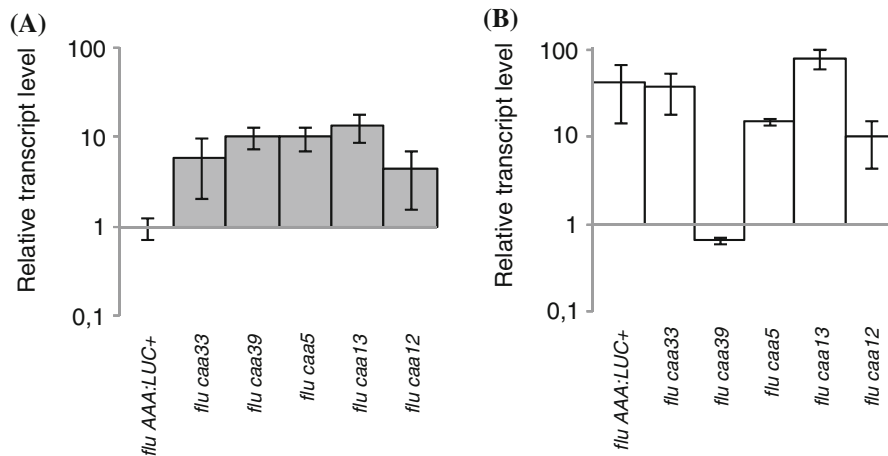 (A)
Relative transcript level
100
10
1
0,1
flu AAA:LUC+
flu caa33
flu caa39
flu caa5
flu caa13
flu caa12
(B)
Relative transcript level
100
10
1
0,1
flu AAA:LUC+
flu caa33
flu caa39
flu caa5
flu caa13
flu caa12